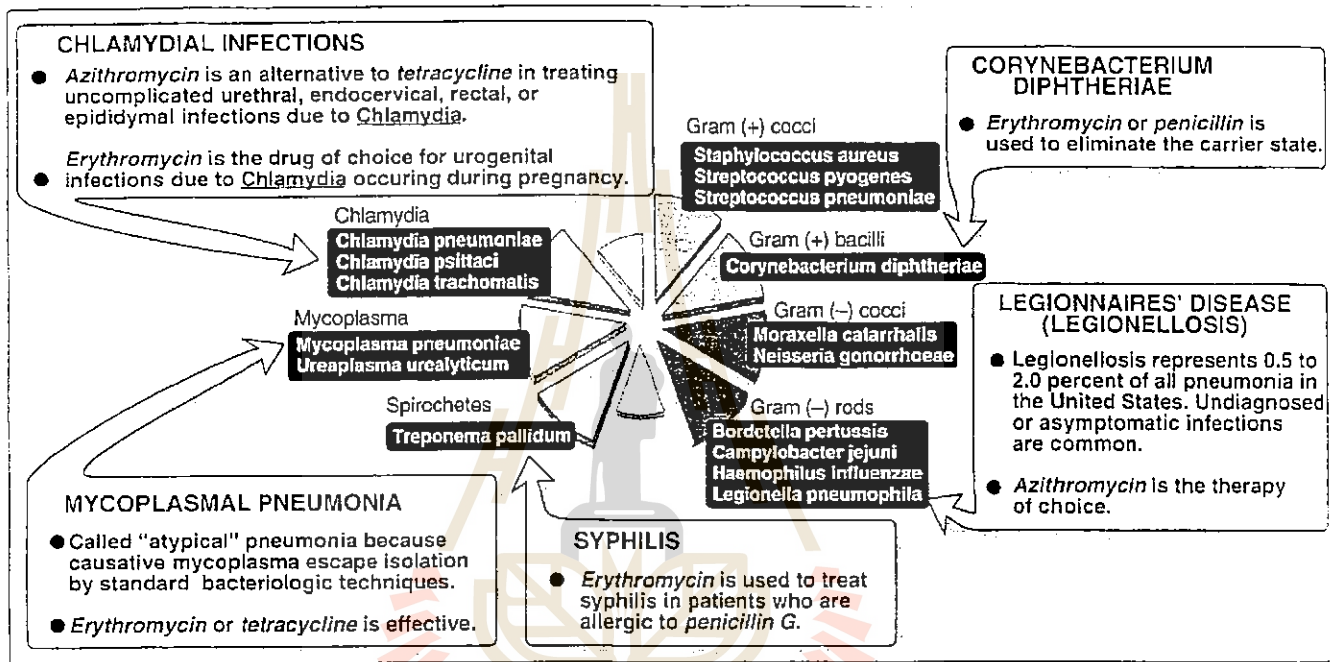 CHLAMYDIAL INFECTIONS
● Azithromycin is an alternative to tetracycline in treating
uncomplicated urethral, endocervical, rectal, or
epididymal infections due to Chlamydia.
Erythromycin is the drug of choice for urogenital
● infections due to Chlamydia occuring during pregnancy.
Chlamydia
Chlamydia pneumoniae
Chlamydia psittaci
Chlamydia trachomatis
Mycoplasma
Mycoplasma pneumoniae
Ureaplasma urealyticum
Spirochetes
Treponema pallidum
MYCOPLASMAL PNEUMONIA
● Called "atypical" pneumonia because
causative mycoplasma escape isolation
by standard bacteriologic techniques.
● Erythromycin or tetracycline is effective.
Gram (+) cocci
Staphylococcus aureus
Streptococcus pyogenes
Streptococcus pneumoniae
Gram (+) bacilli
Corynebacterium diphtheriae
Gram (–) cocci
Moraxella catarrhalis
Neisseria gonorrhoeae
Gram (–) rods
Bordetella pertussis
Campylobacter jejuni
Haemophilus influenzae
Legionella pneumophila
SYPHILIS
● Erythromycin is used to treat
syphilis in patients who are
allergic to penicillin G.
CORYNEBACTERIUM
DIPHTHERIAE
● Erythromycin or penicillin is
used to eliminate the carrier state.
LEGIONNAIRES' DISEASE
(LEGIONELLOSIS)
● Legionellosis represents 0.5 to
2.0 percent of all pneumonia in
the United States. Undiagnosed
or asymptomatic infections
are common.
● Azithromycin is the therapy
of choice.